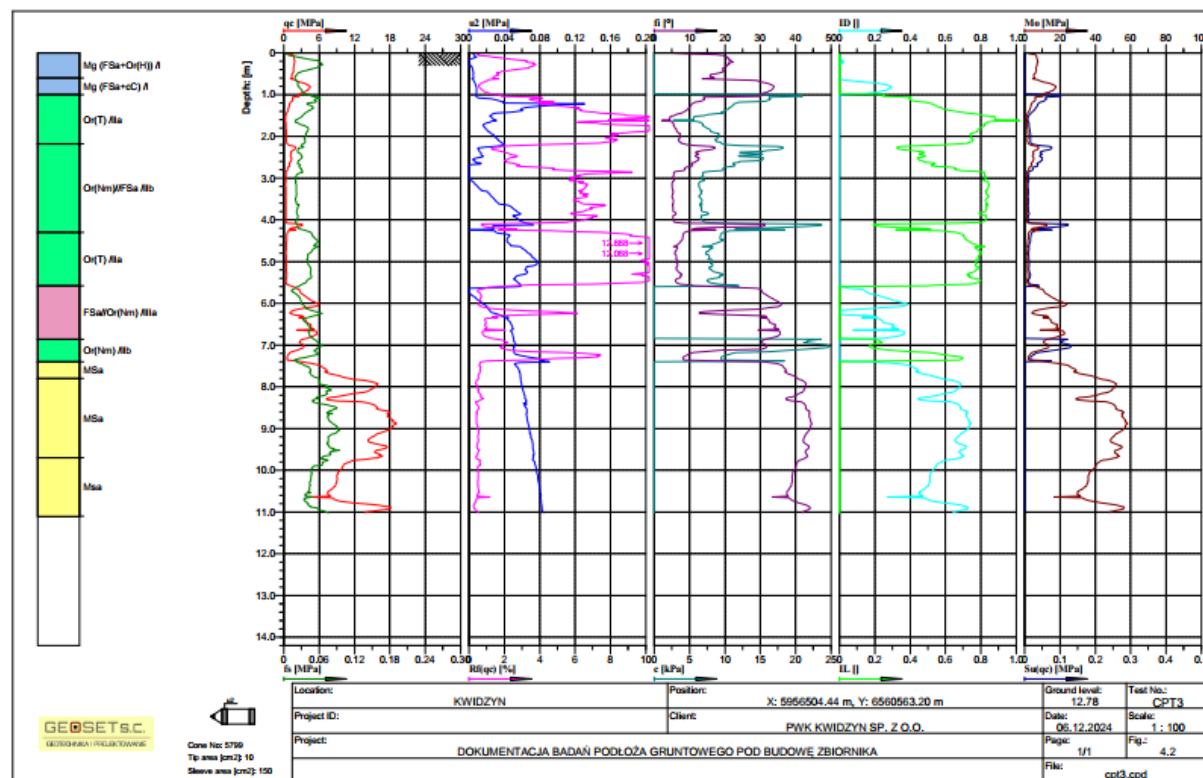 qc [MPa] u2 [MPa] fi [°] ID [] Mo [MPa]
0 6 12 18 24 30 0 0.04 0.08 0.12 0.16 0.20 0 10 20 30 40 50 0 0.2 0.4 0.6 0.8 1.0 0 20 40 60 80 100
Depth: [m]
0
Mg (FSa+Or(H)) /I
Mg (FSa+cC) /I
1.0
Or(T) /IIa
2.0
3.0
Or(Nm)//FSa /IIb
4.0
12.888
12.088
Or(T) /IIa
5.0
6.0
FSa//Or(Nm) /IIIa
7.0
Or(Nm) /IIb
MSa
8.0
MSa
9.0
10.0
Msa
11.0
12.0
13.0
14.0
0 0.06 0.12 0.18 0.24 0.30 0 2 4 6 8 10 0 5 10 15 20 25 0 0.2 0.4 0.6 0.8 1.0 0 0.1 0.2 0.3 0.4 0.5
fs [MPa] Rf(qc) [%] c [kPa] IL [] Su(qc) [MPa]
GEOSET s.c.
GEOTECHNIKA I PROJEKTOWANIE
Cone No: 5799
Tip area [cm2]: 10
Sleeve area [cm2]: 150
Location: KWIDZYN
Position: X: 5956504.44 m, Y: 6560563.20 m
Ground level: 12.78
Test No.: CPT3
Project ID:
Client: PWK KWIDZYN SP. Z O.O.
Date: 06.12.2024
Scale: 1 : 100
Project: DOKUMENTACJA BADAŃ PODŁOŻA GRUNTOWEGO POD BUDOWĘ ZBIORNIKA
Page: 1/1
Fig.: 4.2
File: cpt3.cpd